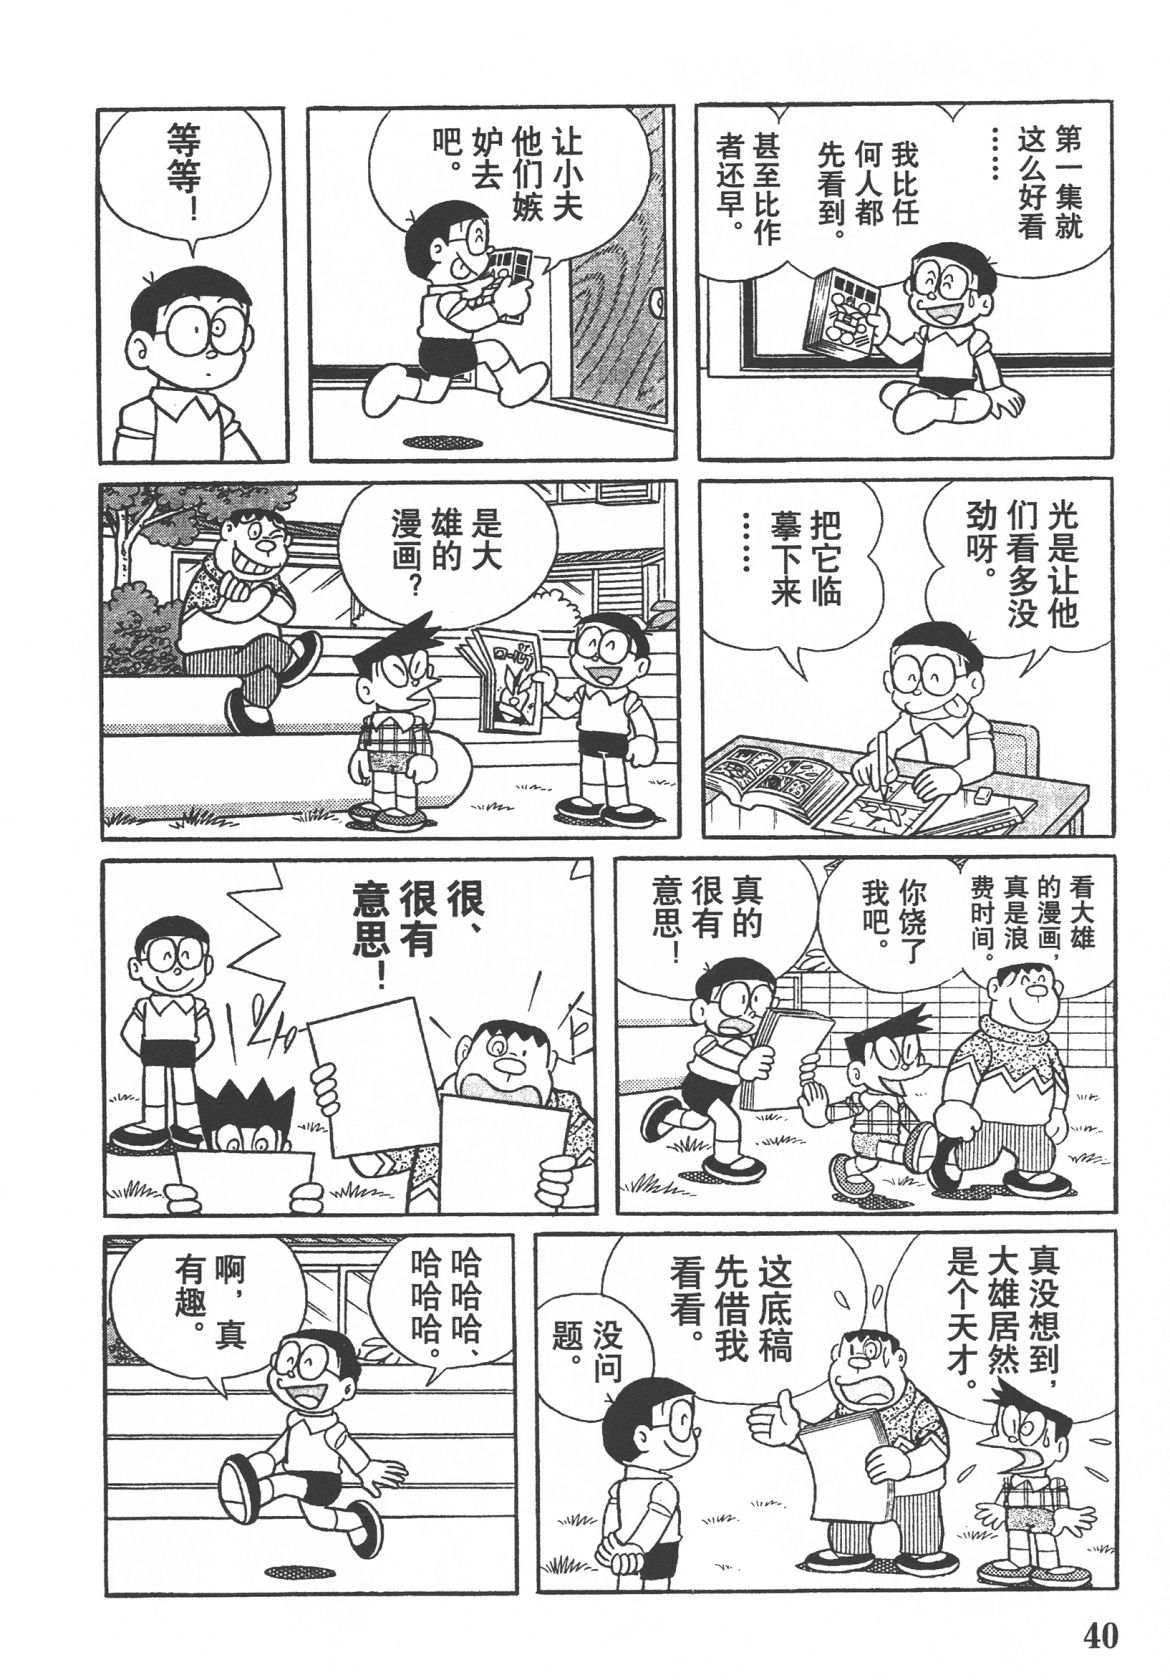 第一集就
这么好看
……
我比任
何人都
先看到。
甚至比作
者还早。
让小夫
他们嫉
妒去
吧。
等等！
光是让他
们看多没
劲呀。
把它临
摹下来
……
是大
雄的
漫画？
看大雄
的漫画，
真是浪
费时间。
你饶了
我吧。
真的
很有
意思！
很、
很有
意思！
真没想到，
大雄居然
是个天才。
这底稿
先借我
看看。
没问
题。
哈哈哈、
哈哈哈。
啊，真
有趣。
40